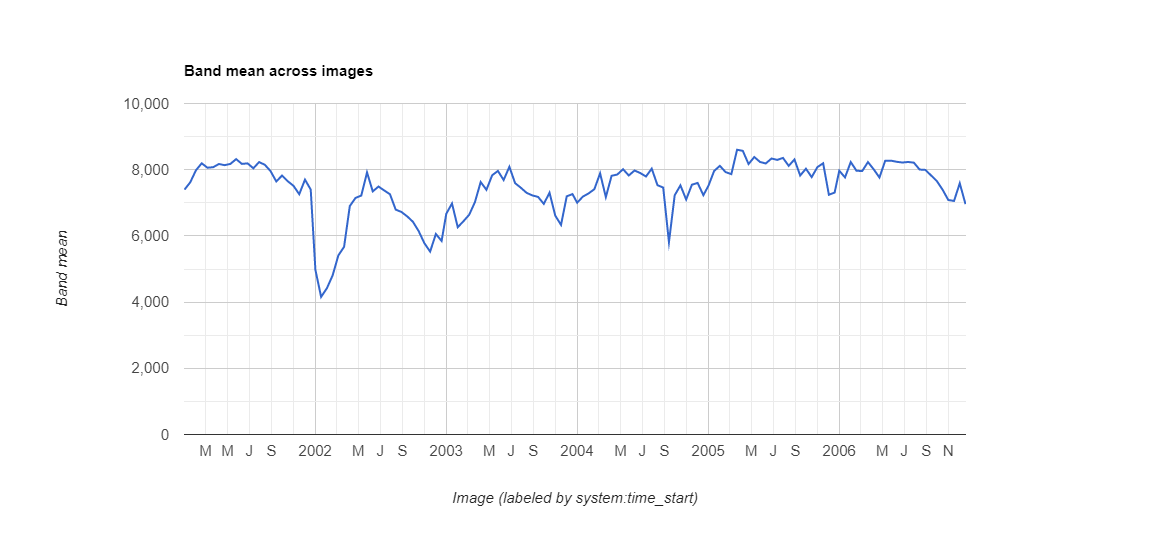 Band mean across images
10,000
8,000
6,000
4,000
2,000
0
Band mean
M M J S 2002 M J S 2003 M J S 2004 M J S 2005 M J S 2006 M J S N
Image (labeled by system:time_start)